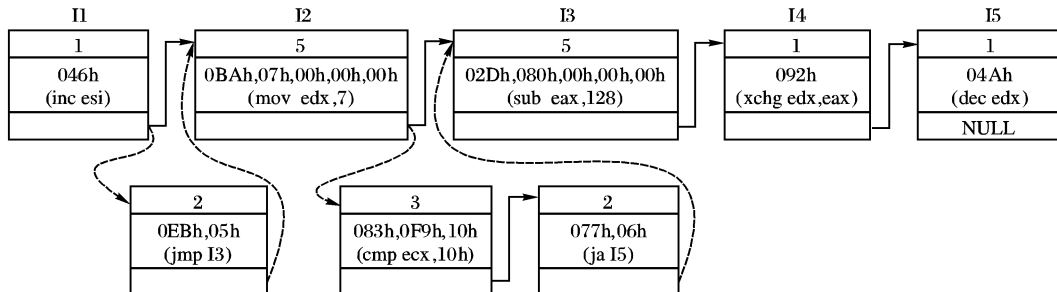 I1 I2 I3 I4 I5
1 5 5 1 1
046h 0BAh,07h,00h,00h,00h 02Dh,080h,00h,00h,00h 092h 04Ah
(inc esi) (mov edx,7) (sub eax,128) (xchg edx,eax) (dec edx)
NULL
2 3 2
0EBh,05h 083h,0F9h,10h 077h,06h
(jmp I3) (cmp ecx,10h) (ja I5)